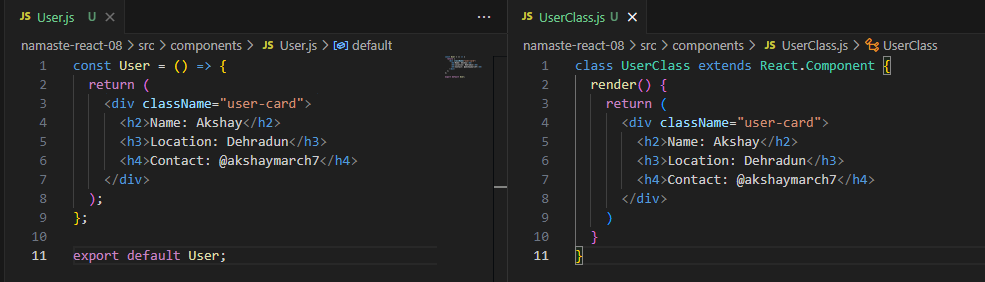 JS User.js U ×
namaste-react-08 > src > components > JS User.js > default
1 const User = () => {
2   return (
3     <div className="user-card">
4       <h2>Name: Akshay</h2>
5       <h3>Location: Dehradun</h3>
6       <h4>Contact: @akshaymarch7</h4>
7     </div>
8   );
9 };
10
11 export default User;
JS UserClass.js U ×
namaste-react-08 > src > components > JS UserClass.js > UserClass
1 class UserClass extends React.Component {
2   render() {
3     return (
4       <div className="user-card">
5         <h2>Name: Akshay</h2>
6         <h3>Location: Dehradun</h3>
7         <h4>Contact: @akshaymarch7</h4>
8       </div>
9     )
10   }
11 }